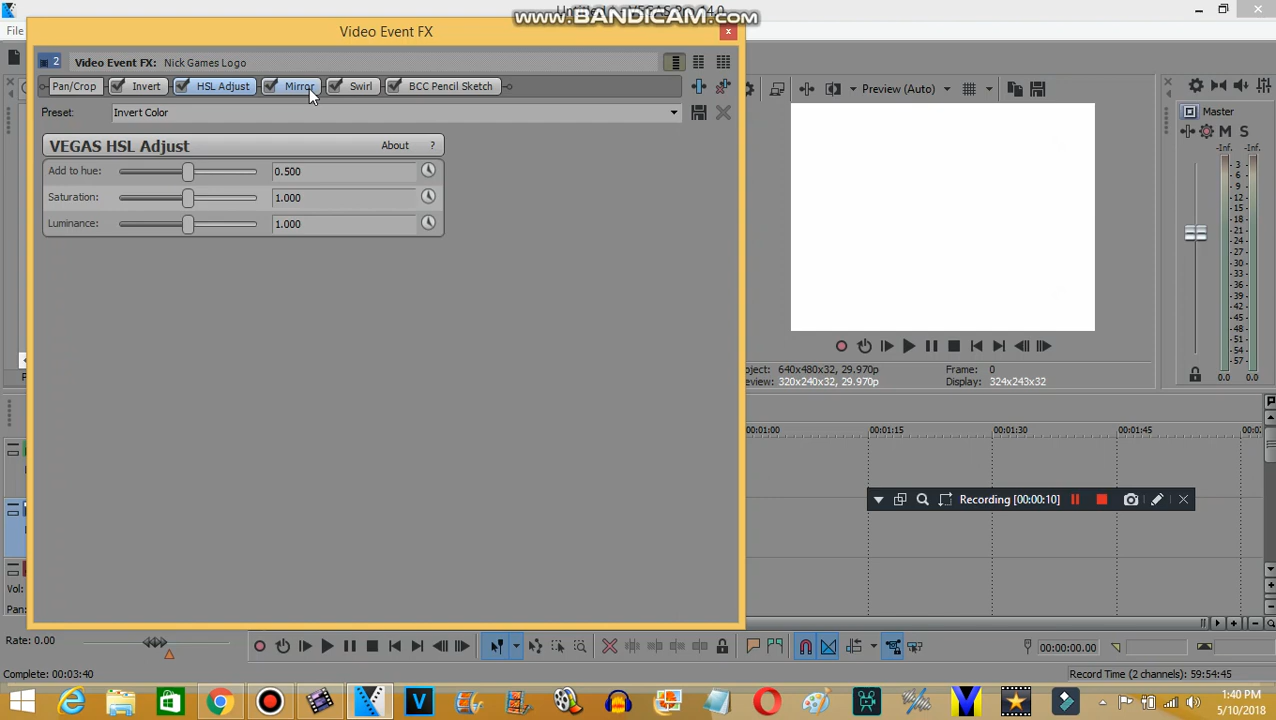 www.BANDICAM.com
Video Event FX
File
2 Video Event FX: Nick Games Logo
Pan/Crop Invert HSL Adjust Mirror Swirl BCC Pencil Sketch
Preview (Auto)
Master
M S
Preset: Invert Color
VEGAS HSL Adjust About ?
Add to hue: 0.500
Saturation: 1.000
Luminance: 1.000
-Inf. -Inf.
3
6
9
12
15
18
21
24
27
30
33
36
39
42
45
48
51
54
57
0.0 0.0
oject: 640x480x32, 29.970p Frame: 0
eview: 320x240x32, 29.970p Display: 324x243x32
00:01:00 00:01:15 00:01:30 00:01:45
Recording [00:00:10]
Vol:
Pan:
Rate: 0.00
00:00:00.00
Complete: 00:03:40
Record Time (2 channels): 59:54:45
1:40 PM
5/10/2018